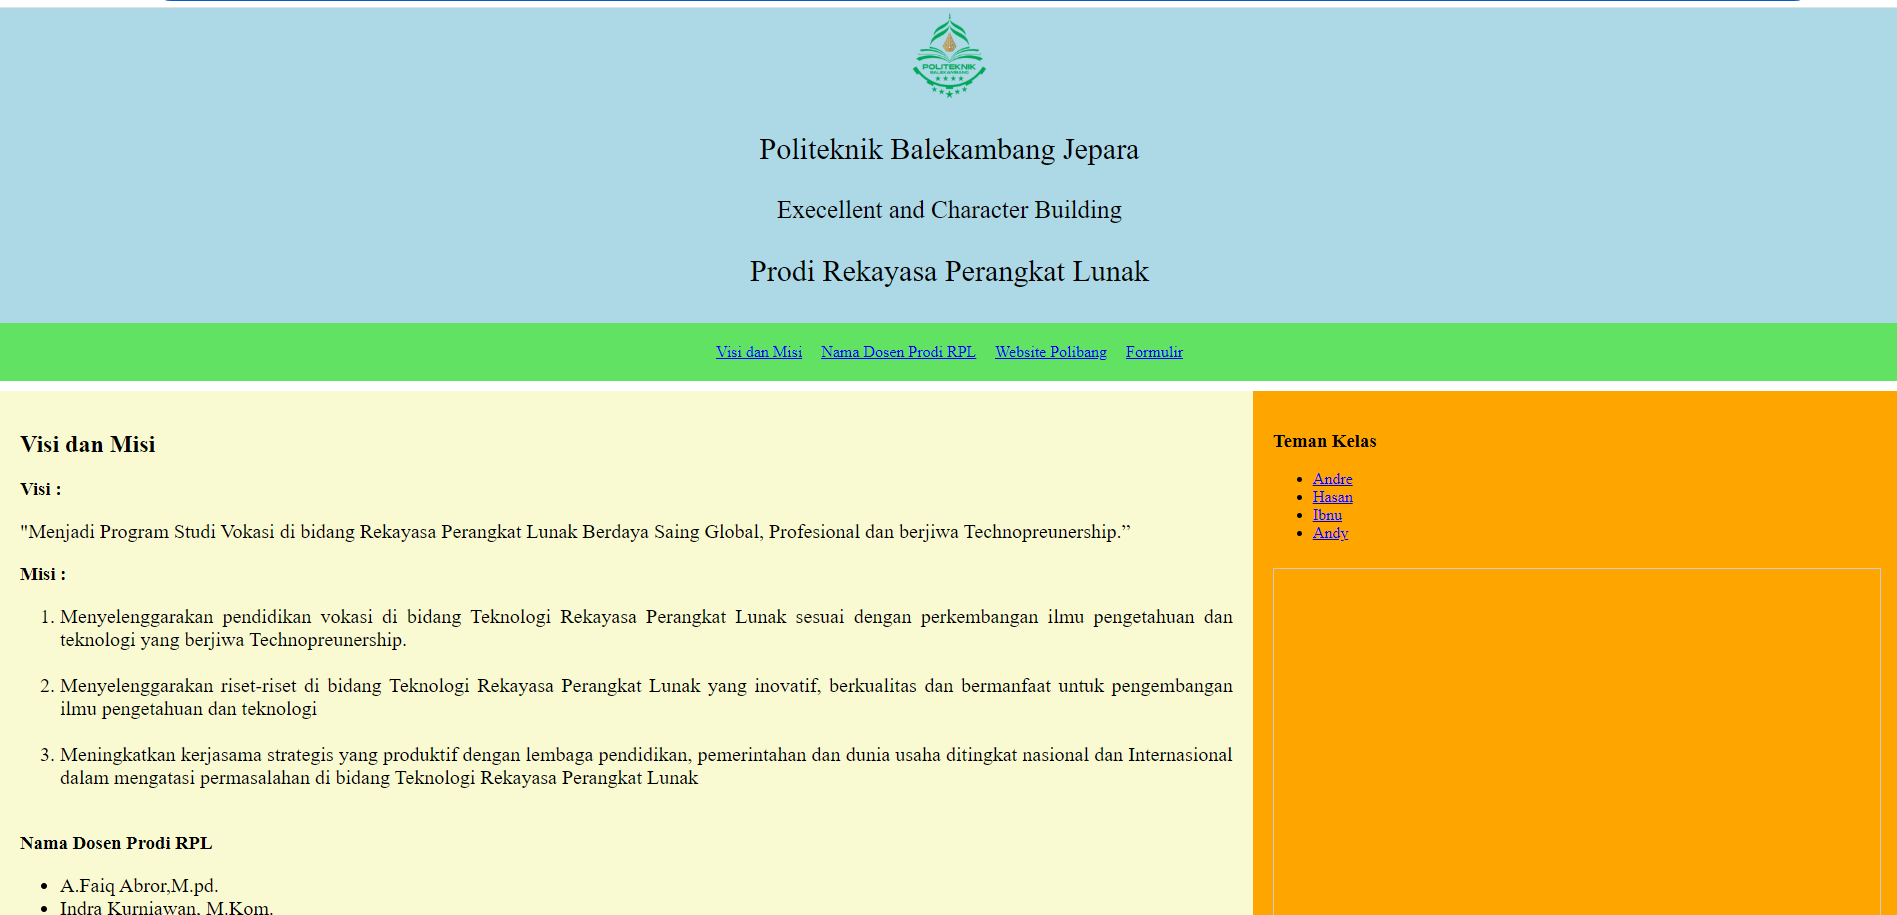 POLITEKNIK
BALEKAMBANG
Politeknik Balekambang Jepara
Execellent and Character Building
Prodi Rekayasa Perangkat Lunak
Visi dan Misi Nama Dosen Prodi RPL Website Polibang Formulir
Visi dan Misi
Visi :
"Menjadi Program Studi Vokasi di bidang Rekayasa Perangkat Lunak Berdaya Saing Global, Profesional dan berjiwa Technopreunership.”
Misi :
1. Menyelenggarakan pendidikan vokasi di bidang Teknologi Rekayasa Perangkat Lunak sesuai dengan perkembangan ilmu pengetahuan dan
teknologi yang berjiwa Technopreunership.
2. Menyelenggarakan riset-riset di bidang Teknologi Rekayasa Perangkat Lunak yang inovatif, berkualitas dan bermanfaat untuk pengembangan
ilmu pengetahuan dan teknologi
3. Meningkatkan kerjasama strategis yang produktif dengan lembaga pendidikan, pemerintahan dan dunia usaha ditingkat nasional dan Internasional
dalam mengatasi permasalahan di bidang Teknologi Rekayasa Perangkat Lunak
Nama Dosen Prodi RPL
• A.Faiq Abror,M.pd.
• Indra Kurniawan, M.Kom.
Teman Kelas
• Andre
• Hasan
• Ibnu
• Andy